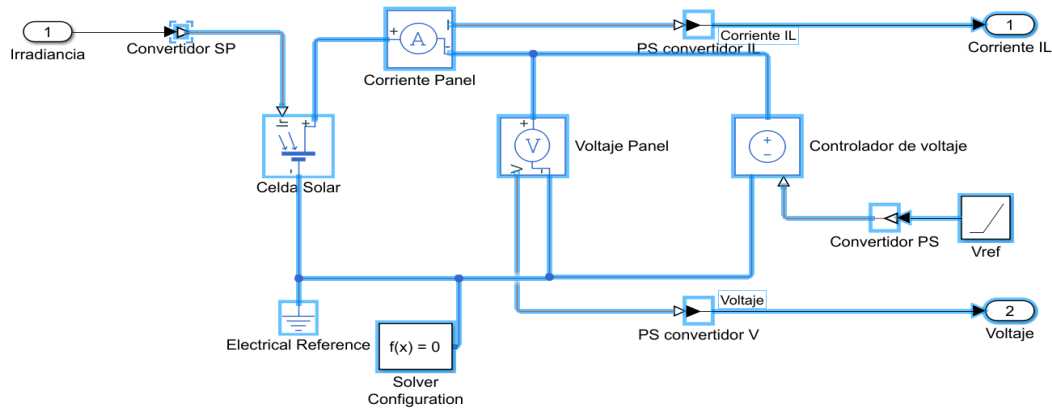 1
Irradiancia
Convertidor SP
Ir
+
-
Celda Solar
+
A
I
-
Corriente Panel
PS convertidor IL
Corriente IL
1
Corriente IL
+
V
V
-
Voltaje Panel
+
−
Controlador de voltaje
Convertidor PS
Vref
Electrical Reference
f(x) = 0
Solver
Configuration
PS convertidor V
Voltaje
2
Voltaje